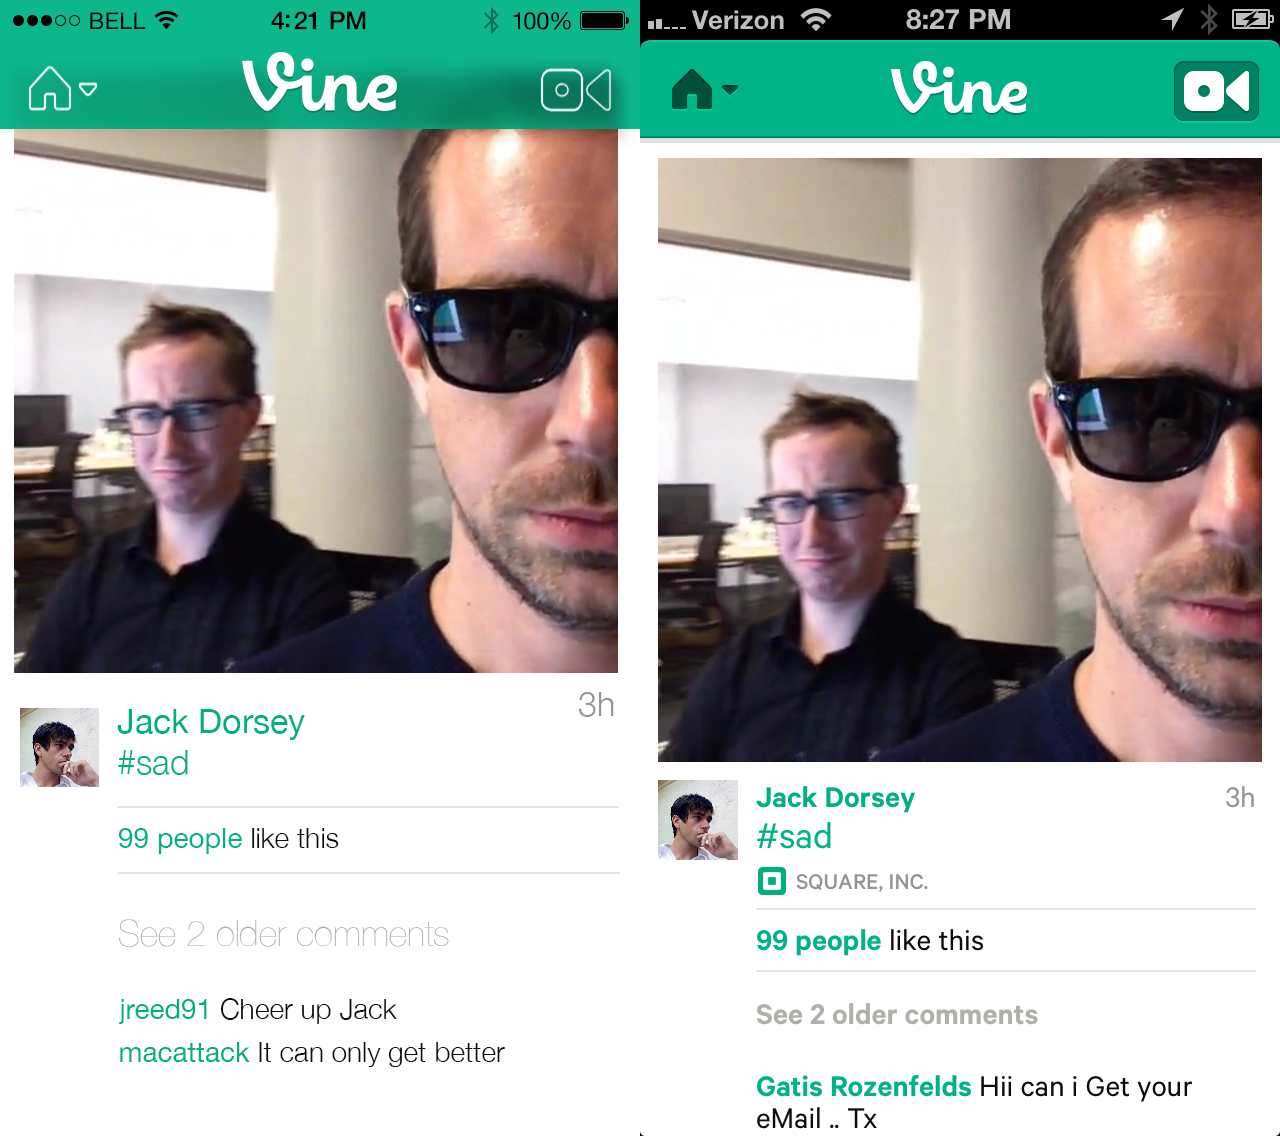 BELL 4:21 PM 100%
Vine
Jack Dorsey 3h
#sad
99 people like this
See 2 older comments
jreed91 Cheer up Jack
macattack It can only get better
Verizon 8:27 PM
Vine
Jack Dorsey 3h
#sad
SQUARE, INC.
99 people like this
See 2 older comments
Gatis Rozenfelds Hii can i Get your
eMail .. Tx